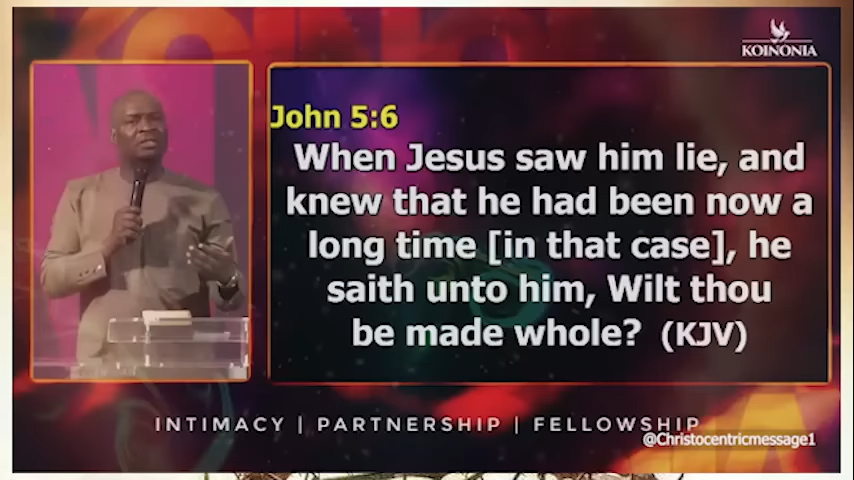 KOINONIA
John 5:6
When Jesus saw him lie, and
knew that he had been now a
long time [in that case], he
saith unto him, Wilt thou
be made whole? (KJV)
INTIMACY | PARTNERSHIP | FELLOWSHIP
@Christocentricmessage1